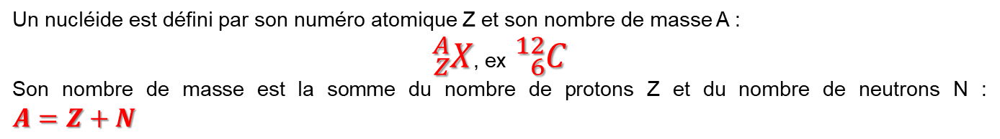 Un nucléide est défini par son numéro atomique Z et son nombre de masse A :
$^{A}_{Z}X$, ex $^{12}_{6}C$
Son nombre de masse est la somme du nombre de protons Z et du nombre de neutrons N :
A = Z + N